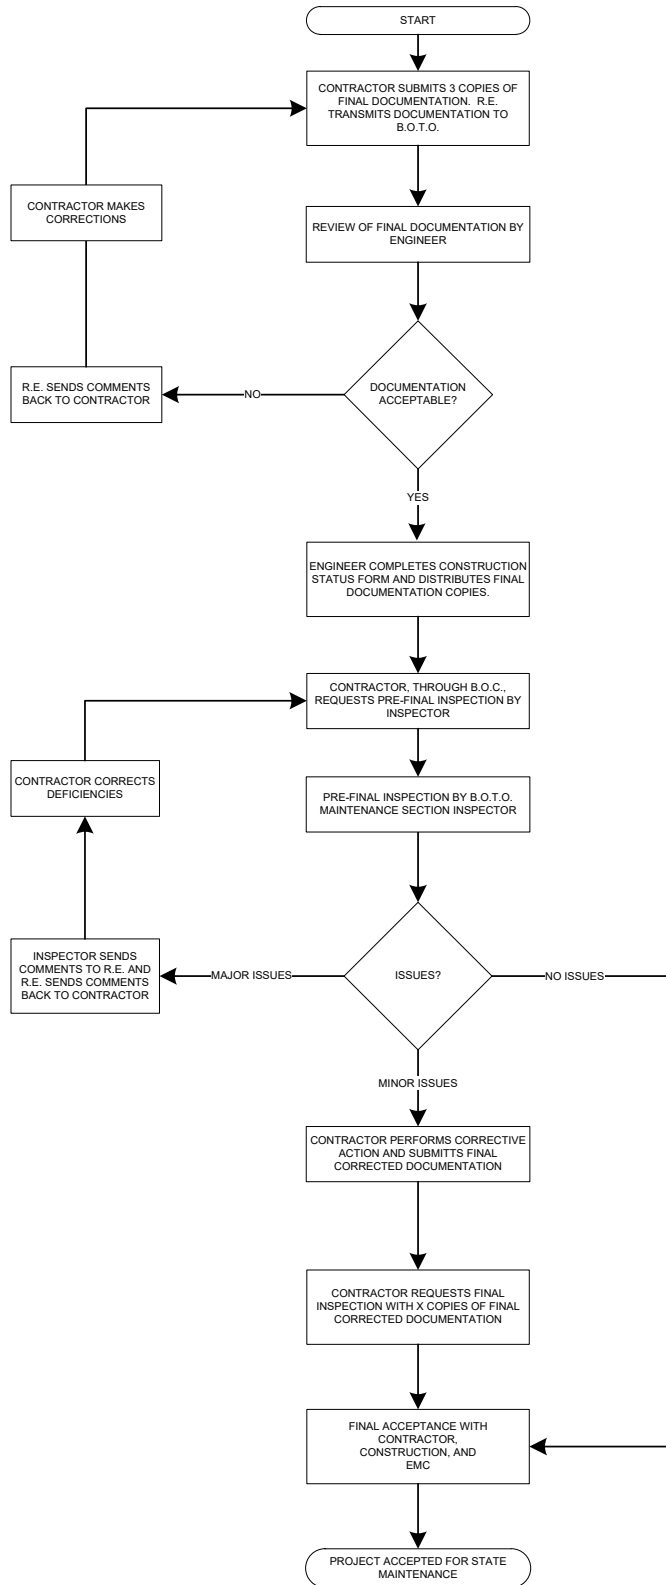 START
CONTRACTOR SUBMITS 3 COPIES OF
FINAL DOCUMENTATION. R.E.
TRANSMITS DOCUMENTATION TO
B.O.T.O.
CONTRACTOR MAKES
CORRECTIONS
REVIEW OF FINAL DOCUMENTATION BY
ENGINEER
R.E. SENDS COMMENTS
BACK TO CONTRACTOR
NO
DOCUMENTATION
ACCEPTABLE?
YES
ENGINEER COMPLETES CONSTRUCTION
STATUS FORM AND DISTRIBUTES FINAL
DOCUMENTATION COPIES.
CONTRACTOR, THROUGH B.O.C.,
REQUESTS PRE-FINAL INSPECTION BY
INSPECTOR
CONTRACTOR CORRECTS
DEFICIENCIES
PRE-FINAL INSPECTION BY B.O.T.O.
MAINTENANCE SECTION INSPECTOR
INSPECTOR SENDS
COMMENTS TO R.E. AND
R.E. SENDS COMMENTS
BACK TO CONTRACTOR
MAJOR ISSUES
ISSUES?
NO ISSUES
MINOR ISSUES
CONTRACTOR PERFORMS CORRECTIVE
ACTION AND SUBMITTS FINAL
CORRECTED DOCUMENTATION
CONTRACTOR REQUESTS FINAL
INSPECTION WITH X COPIES OF FINAL
CORRECTED DOCUMENTATION
FINAL ACCEPTANCE WITH
CONTRACTOR,
CONSTRUCTION, AND
EMC
PROJECT ACCEPTED FOR STATE
MAINTENANCE